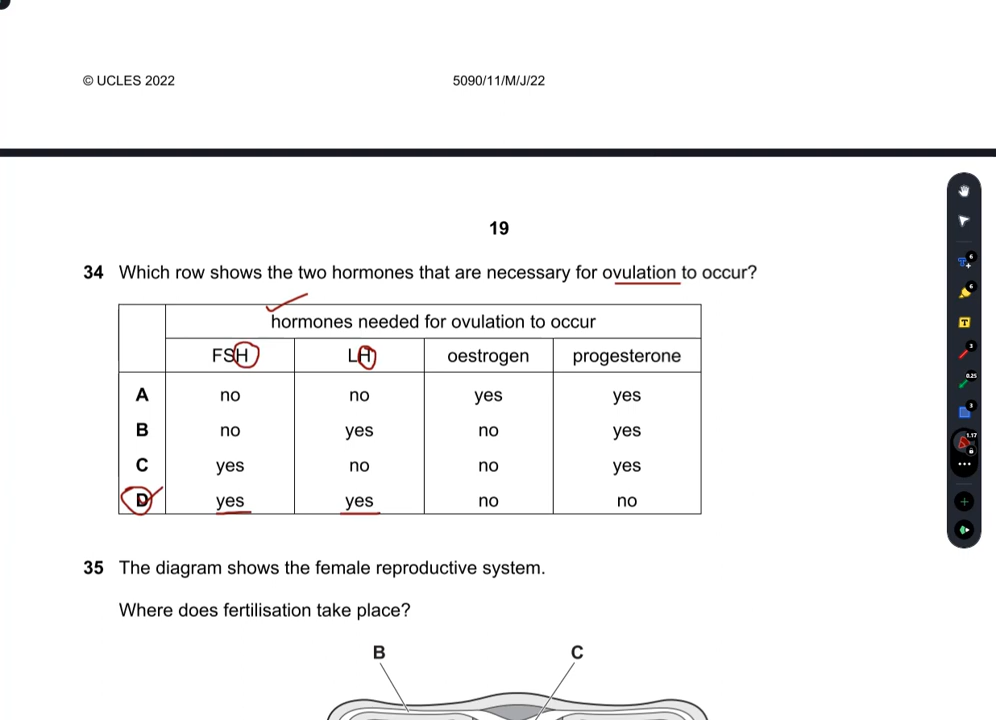 © UCLES 2022 5090/11/M/J/22
19
34 Which row shows the two hormones that are necessary for ovulation to occur?
hormones needed for ovulation to occur
FSH LH oestrogen progesterone
A no no yes yes
B no yes no yes
C yes no no yes
D yes yes no no
35 The diagram shows the female reproductive system.
Where does fertilisation take place?
B C